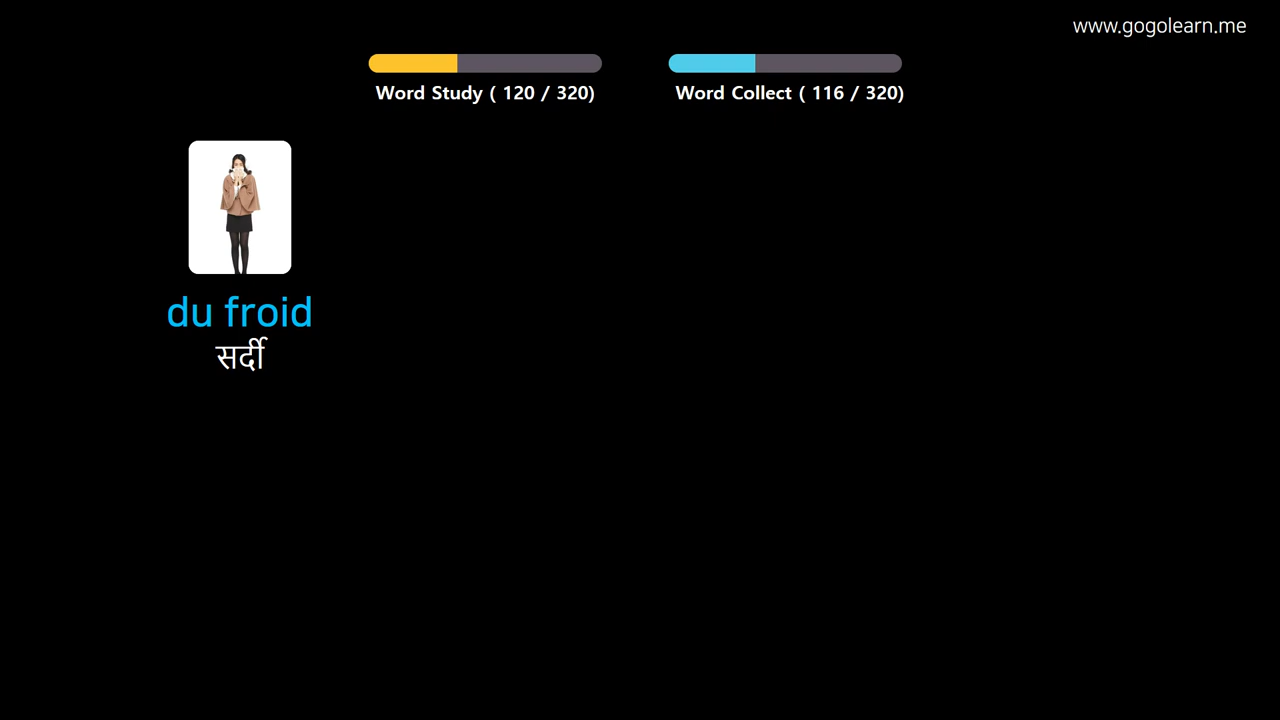 www.gogolearn.me
Word Study ( 120 / 320)
Word Collect ( 116 / 320)
du froid
सर्दी